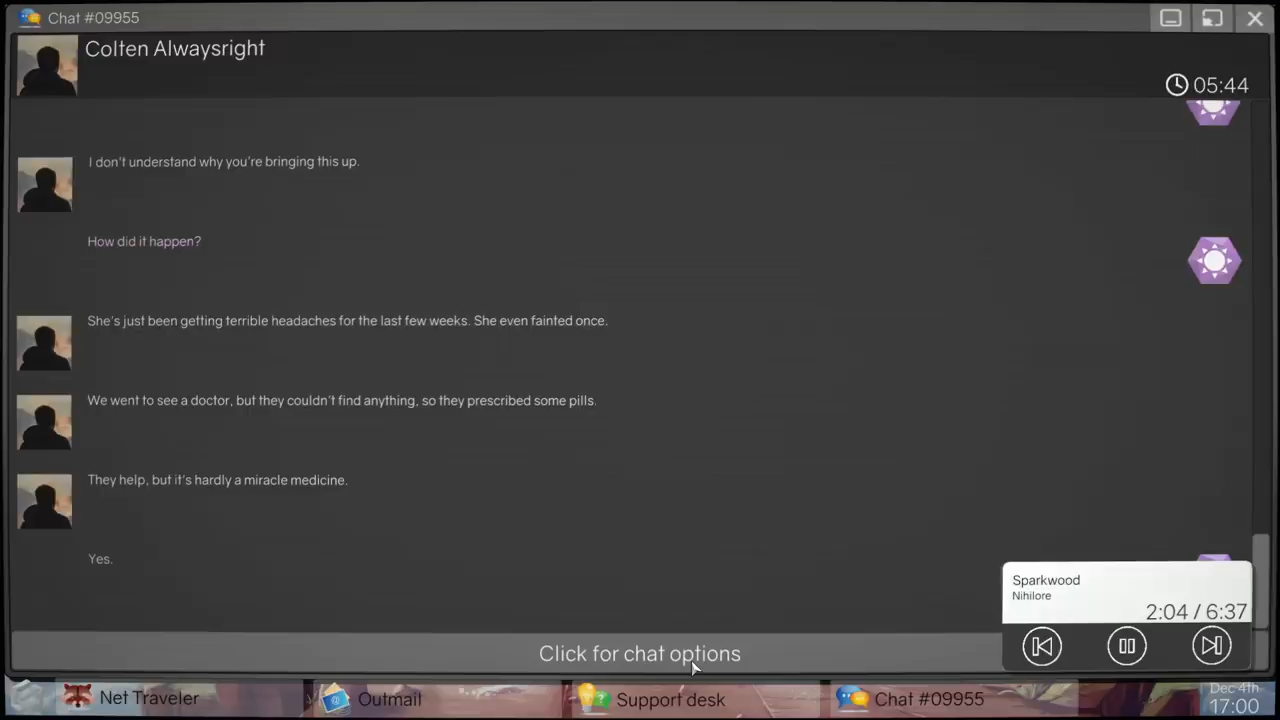 Chat #09955
Colten Alwaysright
05:44
I don't understand why you're bringing this up.
How did it happen?
She's just been getting terrible headaches for the last few weeks. She even fainted once.
We went to see a doctor, but they couldn't find anything, so they prescribed some pills.
They help, but it's hardly a miracle medicine.
Yes.
Sparkwood
Nihilore
2:04 / 6:37
Click for chat options
Net Traveler
Outmail
Support desk
Chat #09955
Dec 4th
17:00